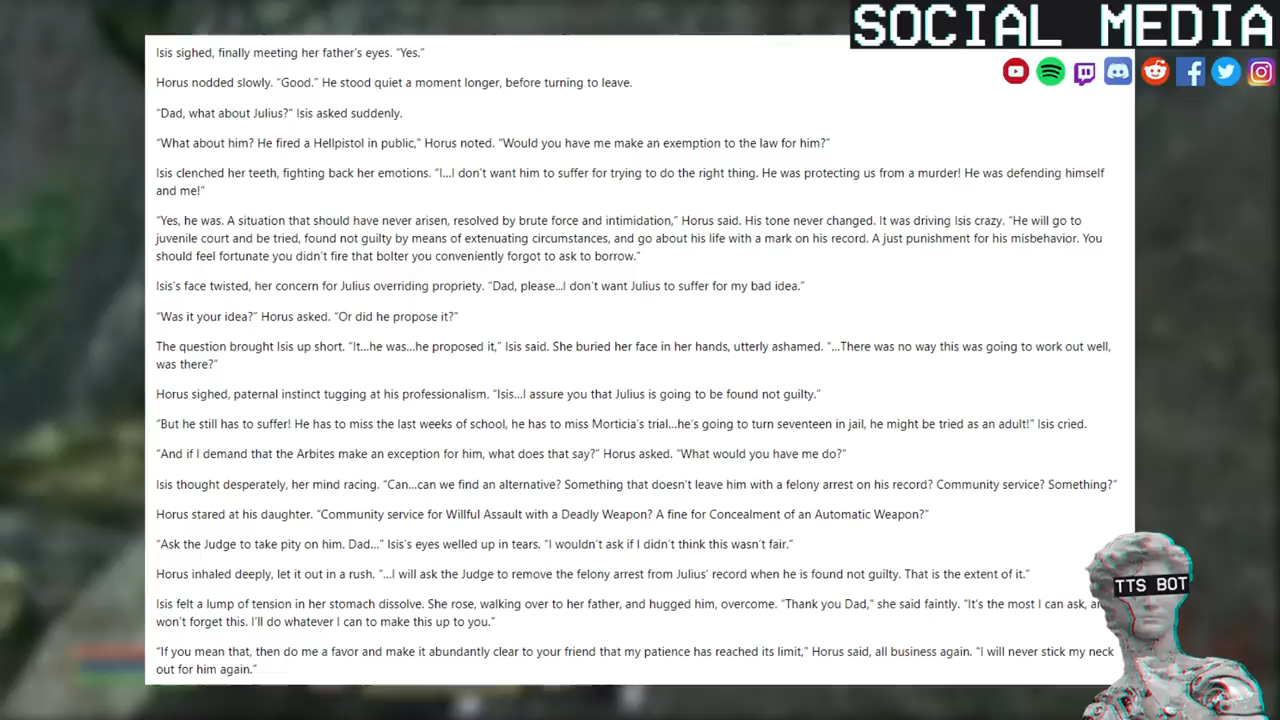 SOCIAL MEDIA
Isis sighed, finally meeting her father's eyes. “Yes.”
Horus nodded slowly. “Good.” He stood quiet a moment longer, before turning to leave.
“Dad, what about Julius?” Isis asked suddenly.
“What about him? He fired a Hellpistol in public,” Horus noted. “Would you have me make an exemption to the law for him?”
Isis clenched her teeth, fighting back her emotions. “I…I don't want him to suffer for trying to do the right thing. He was protecting us from a murder! He was defending himself
and me!”
“Yes, he was. A situation that should have never arisen, resolved by brute force and intimidation,” Horus said. His tone never changed. It was driving Isis crazy. “He will go to
juvenile court and be tried, found not guilty by means of extenuating circumstances, and go about his life with a mark on his record. A just punishment for his misbehavior. You
should feel fortunate you didn't fire that bolter you conveniently forgot to ask to borrow.”
Isis's face twisted, her concern for Julius overriding propriety. “Dad, please…I don't want Julius to suffer for my bad idea.”
“Was it your idea?” Horus asked. “Or did he propose it?”
The question brought Isis up short. “It…he was…he proposed it,” Isis said. She buried her face in her hands, utterly ashamed. “…There was no way this was going to work out well,
was there?”
Horus sighed, paternal instinct tugging at his professionalism. “Isis…I assure you that Julius is going to be found not guilty.”
“But he still has to suffer! He has to miss the last weeks of school, he has to miss Morticia's trial…he's going to turn seventeen in jail, he might be tried as an adult!” Isis cried.
“And if I demand that the Arbites make an exception for him, what does that say?” Horus asked. “What would you have me do?”
Isis thought desperately, her mind racing. “Can…can we find an alternative? Something that doesn't leave him with a felony arrest on his record? Community service? Something?”
Horus stared at his daughter. “Community service for Willful Assault with a Deadly Weapon? A fine for Concealment of an Automatic Weapon?”
“Ask the Judge to take pity on him. Dad…” Isis's eyes welled up in tears. “I wouldn't ask if I didn't think this wasn't fair.”
Horus inhaled deeply, let it out in a rush. “…I will ask the Judge to remove the felony arrest from Julius' record when he is found not guilty. That is the extent of it.”
Isis felt a lump of tension in her stomach dissolve. She rose, walking over to her father, and hugged him, overcome. “Thank you Dad,” she said faintly. “It's the most I can ask,
won't forget this. I'll do whatever I can to make this up to you.”
“If you mean that, then do me a favor and make it abundantly clear to your friend that my patience has reached its limit,” Horus said, all business again. “I will never stick my neck
out for him again.”
TTS BOT